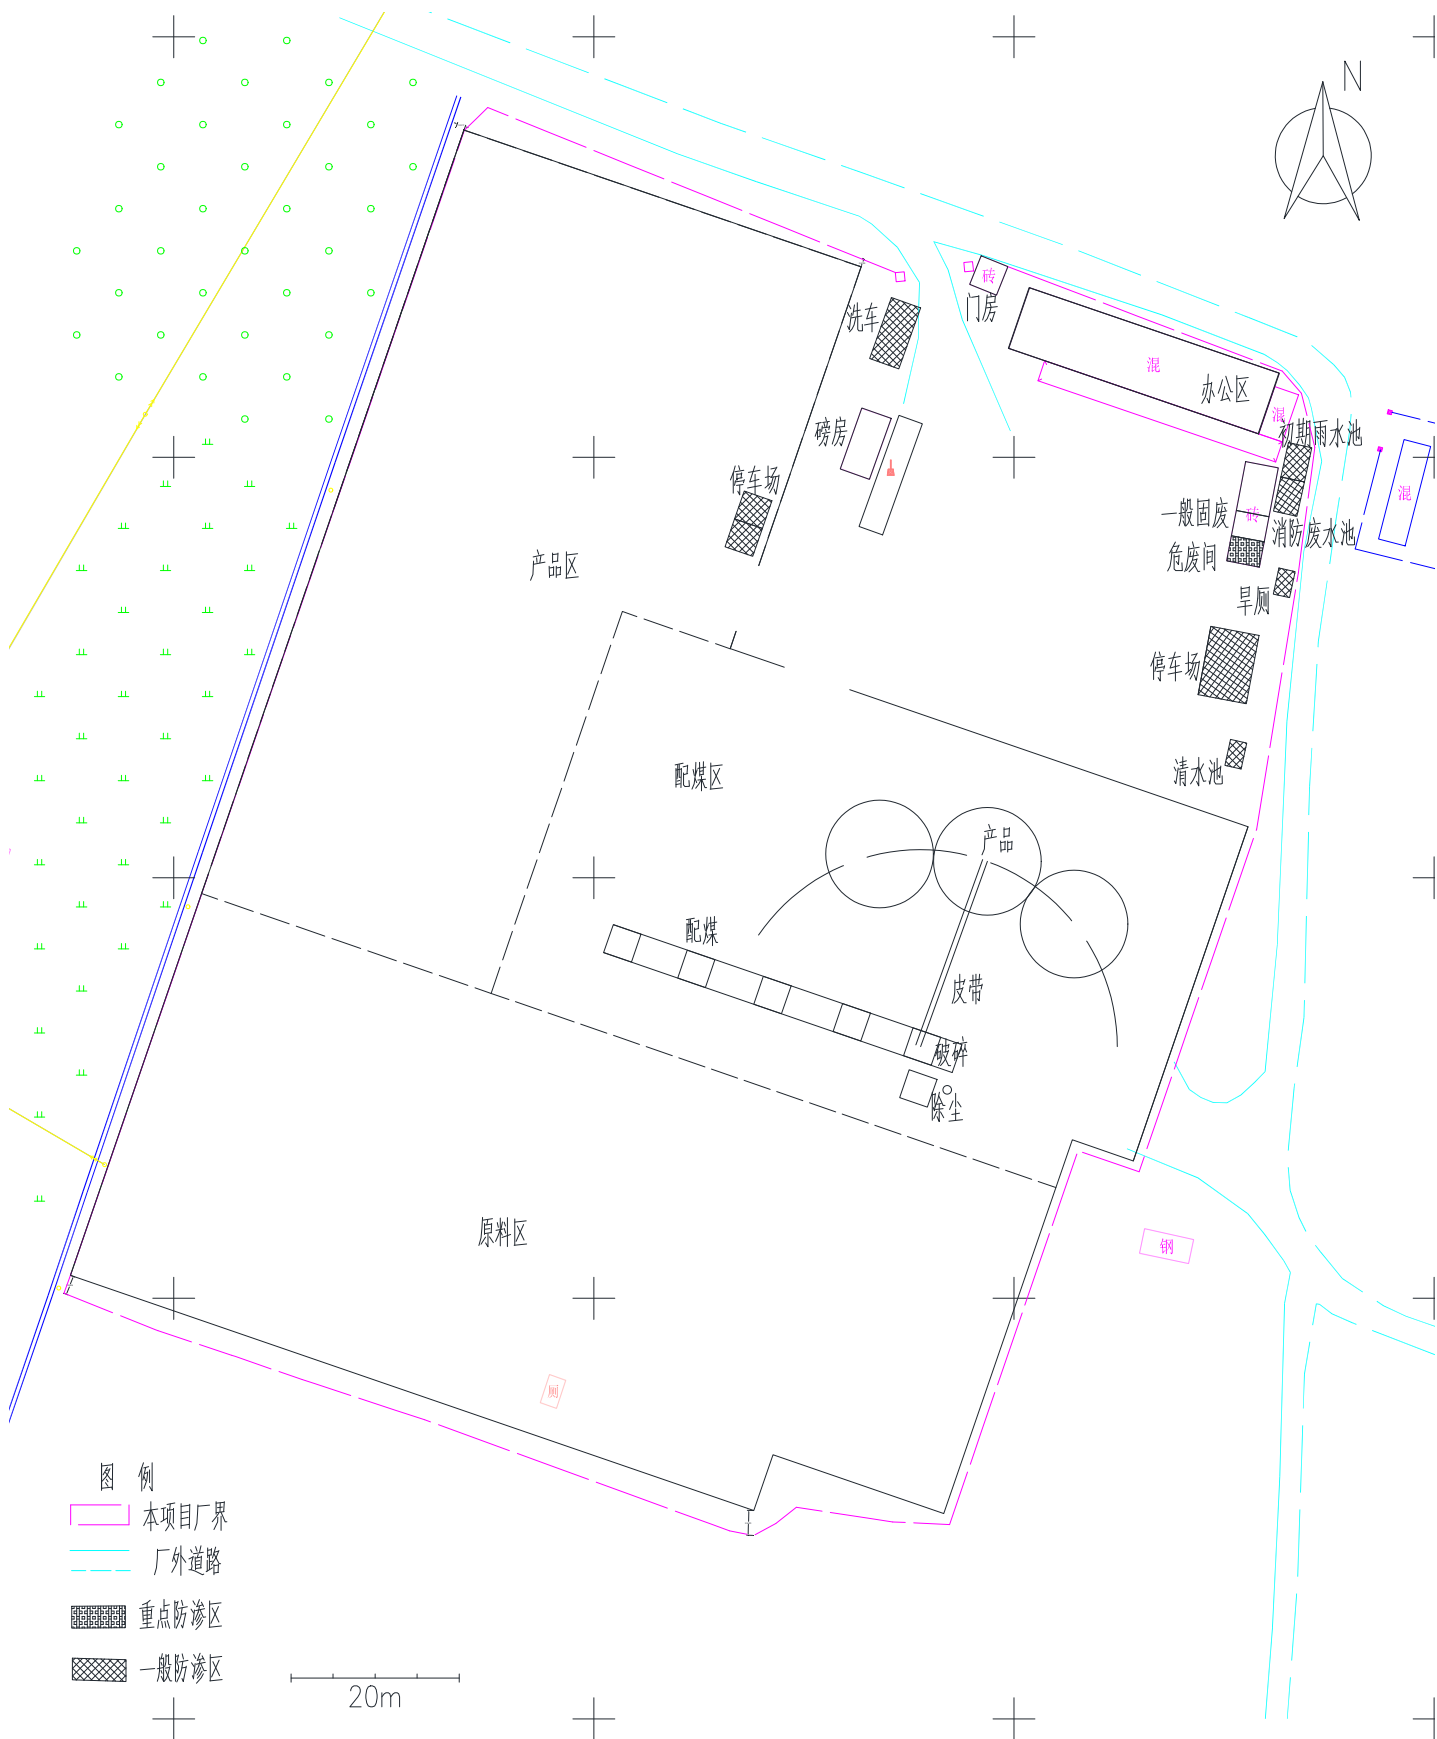 N
砖
洗车
门房
混
办公区
混
初期雨水池
磅房
停车场
混
一般固废
砖
消防废水池
产品区
危废间
旱厕
停车场
配煤区
清水池
产品
配煤
皮带
破碎
除尘
原料区
钢
厕
图 例
本项目厂界
厂外道路
重点防渗区
一般防渗区
20m